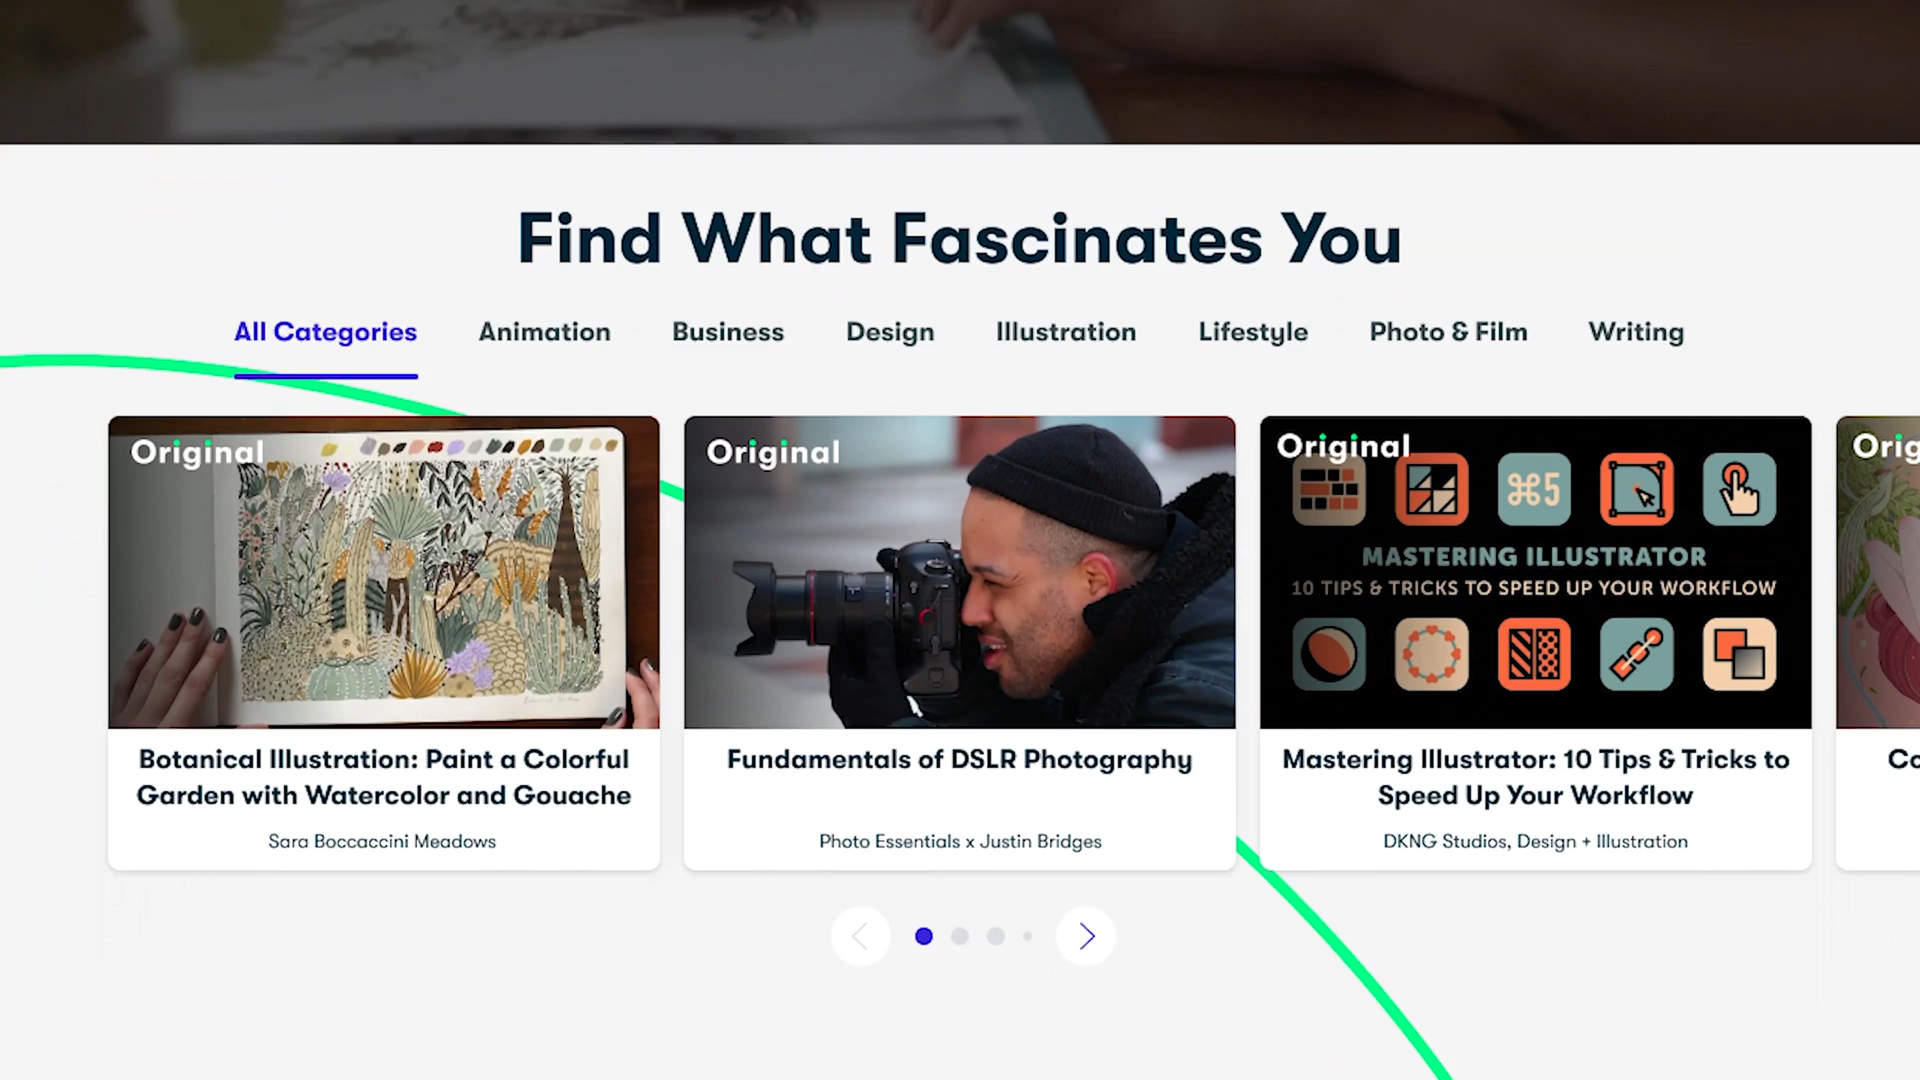 Find What Fascinates You
All Categories
Animation
Business
Design
Illustration
Lifestyle
Photo & Film
Writing
Original
Botanical Illustration: Paint a Colorful
Garden with Watercolor and Gouache
Sara Boccaccini Meadows
Original
Fundamentals of DSLR Photography
Photo Essentials x Justin Bridges
Original
⌘5
MASTERING ILLUSTRATOR
10 TIPS & TRICKS TO SPEED UP YOUR WORKFLOW
Mastering Illustrator: 10 Tips & Tricks to
Speed Up Your Workflow
DKNG Studios, Design + Illustration
Orig
Co